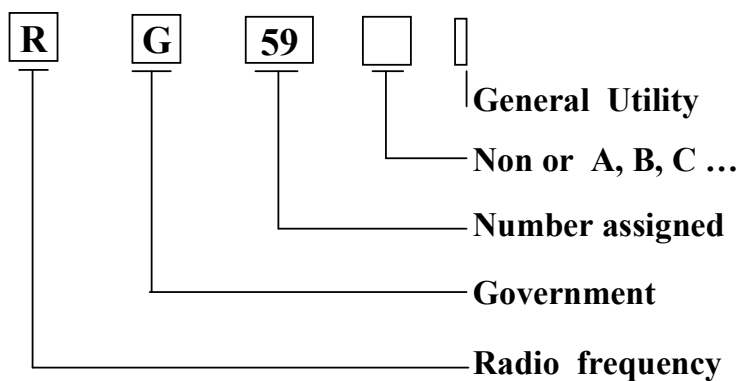 R G 59
General Utility
Non or A, B, C ...
Number assigned
Government
Radio frequency